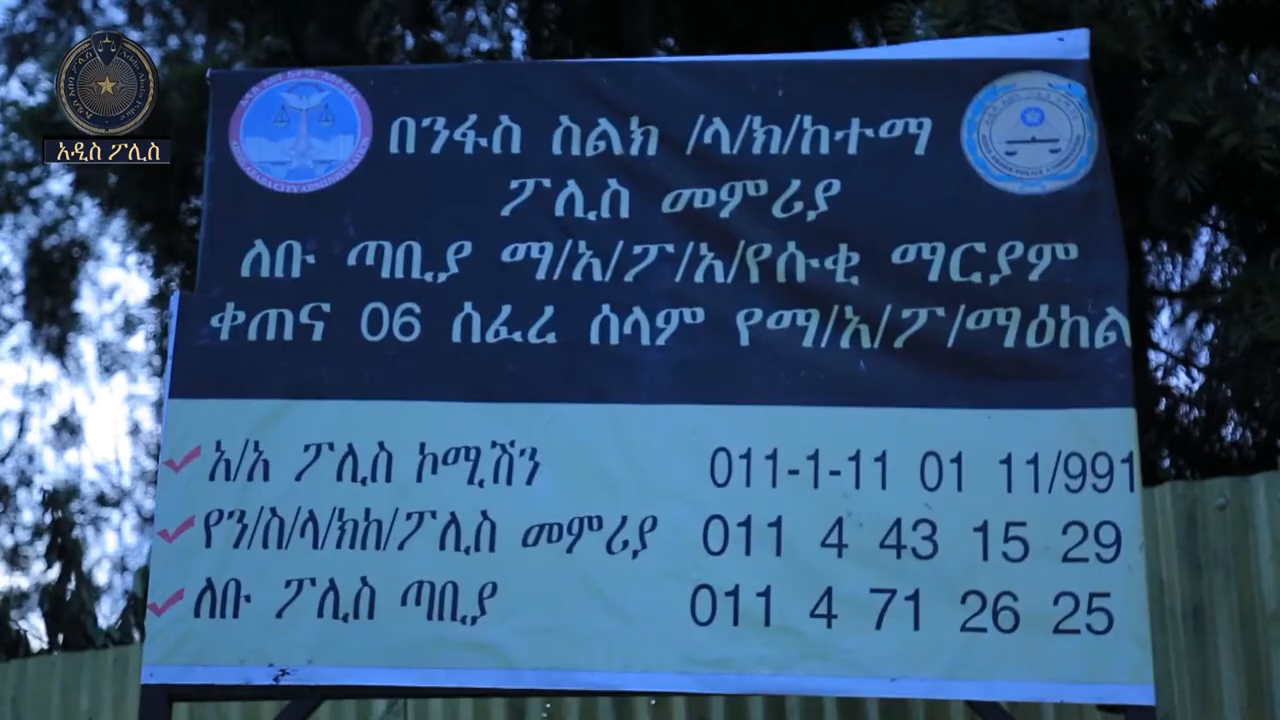 አዲስ ፖሊስ
በንፋስ ስልክ /ላ/ክ/ከተማ
ፖሊስ መምሪያ
ለቡ ጣቢያ ማ/አ/ፖ/አ/የሱቂ ማርያም
ቀጠና 06 ሰፈረ ስላም የማ/አ/ፖ/ማዕከል
አ/አ ፖሊስ ኮሚሽን 011-1-11 01 11/991
የን/ስ/ላ/ክከ/ፖሊስ መምሪያ 011 4 43 15 29
ለቡ ፖሊስ ጣቢያ 011 4 71 26 25